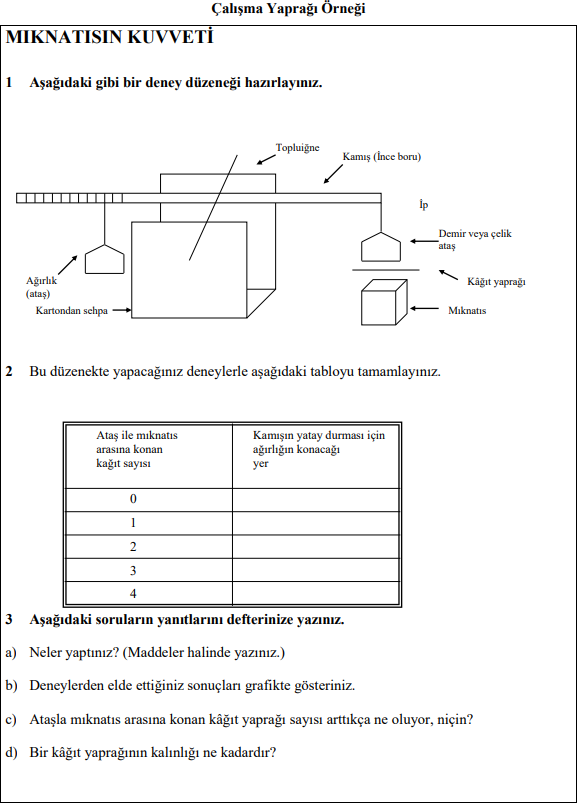 Çalışma Yaprağı Örneği
MIKNATISIN KUVVETİ
1 Aşağıdaki gibi bir deney düzeneği hazırlayınız.
Topluiğne
Kamış (İnce boru)
İp
Demir veya çelik
ataş
Kâğıt yaprağı
Mıknatıs
Ağırlık
(ataş)
Kartondan sehpa
2 Bu düzenekte yapacağınız deneylerle aşağıdaki tabloyu tamamlayınız.
Ataş ile mıknatıs
arasına konan
kağıt sayısı
Kamışın yatay durması için
ağırlığın konacağı
yer
0
1
2
3
4
3 Aşağıdaki soruların yanıtlarını defterinize yazınız.
a) Neler yaptınız? (Maddeler halinde yazınız.)
b) Deneylerden elde ettiğiniz sonuçları grafikte gösteriniz.
c) Ataşla mıknatıs arasına konan kâğıt yaprağı sayısı arttıkça ne oluyor, niçin?
d) Bir kâğıt yaprağının kalınlığı ne kadardır?